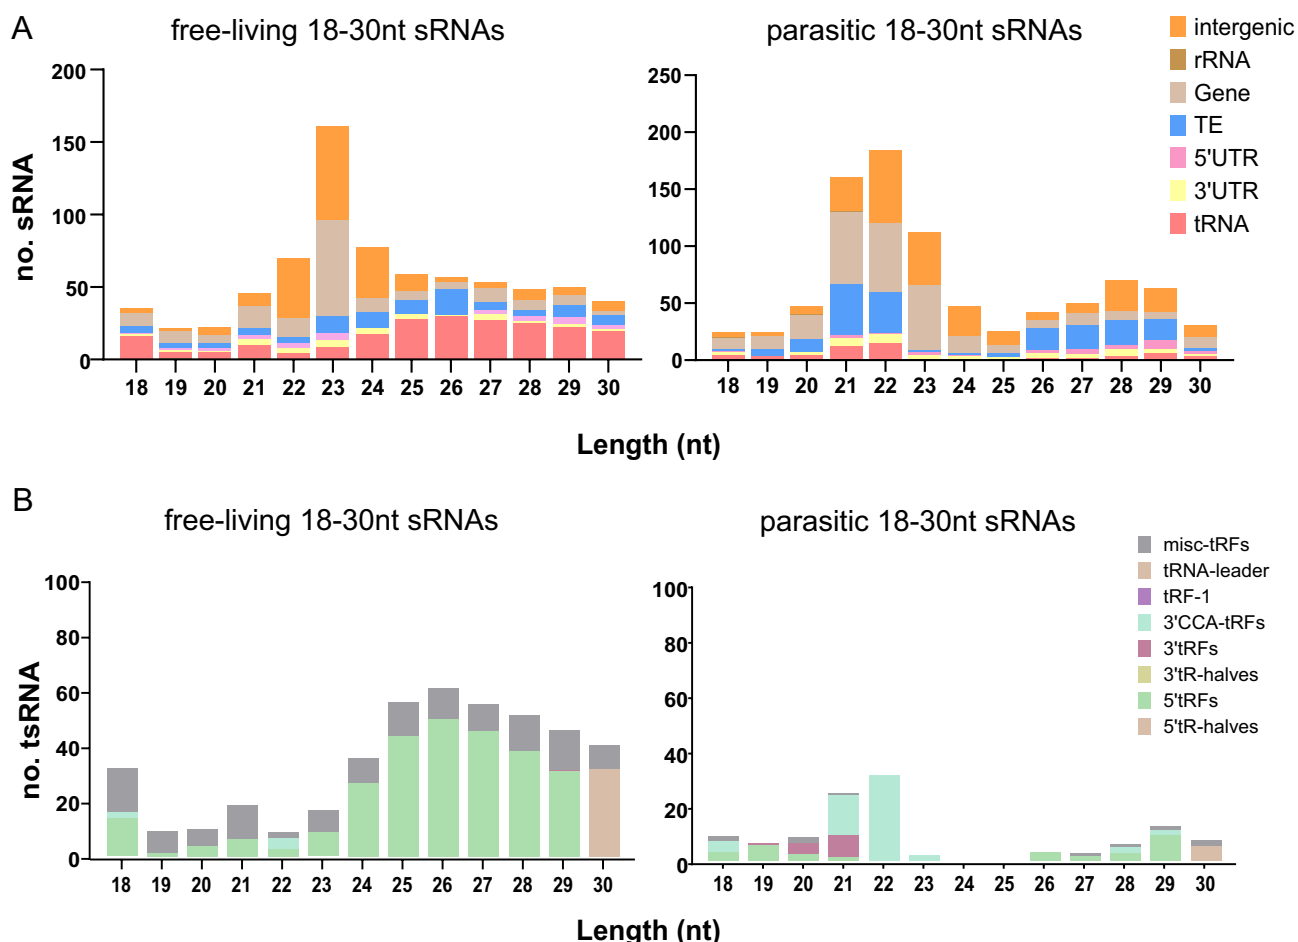 A
free-living 18-30nt sRNAs
parasitic 18-30nt sRNAs
intergenic
rRNA
Gene
TE
5'UTR
3'UTR
tRNA
no. sRNA
200
150
100
50
0
18 19 20 21 22 23 24 25 26 27 28 29 30
250
200
150
100
50
0
18 19 20 21 22 23 24 25 26 27 28 29 30
Length (nt)
B
free-living 18-30nt sRNAs
parasitic 18-30nt sRNAs
misc-tRFs
tRNA-leader
tRF-1
3'CCA-tRFs
3'tRFs
3'tR-halves
5'tRFs
5'tR-halves
no. tsRNA
100
80
60
40
20
0
18 19 20 21 22 23 24 25 26 27 28 29 30
100
80
60
40
20
0
18 19 20 21 22 23 24 25 26 27 28 29 30
Length (nt)